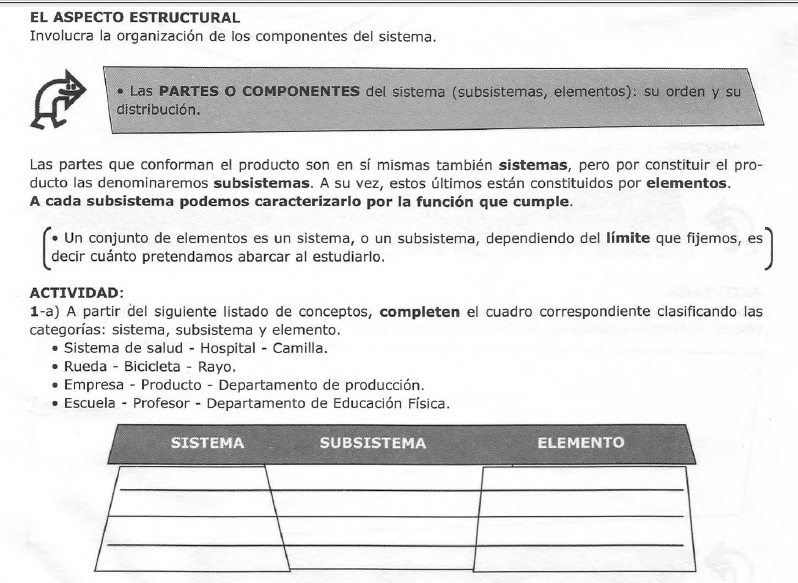 EL ASPECTO ESTRUCTURAL
Involucra la organización de los componentes del sistema.
• Las PARTES O COMPONENTES del sistema (subsistemas, elementos): su orden y su
distribución.
Las partes que conforman el producto son en sí mismas también sistemas, pero por constituir el pro-
ducto las denominaremos subsistemas. A su vez, estos últimos están constituidos por elementos.
A cada subsistema podemos caracterizarlo por la función que cumple.
• Un conjunto de elementos es un sistema, o un subsistema, dependiendo del límite que fijemos, es
decir cuánto pretendamos abarcar al estudiarlo.
ACTIVIDAD:
1-a) A partir del siguiente listado de conceptos, completen el cuadro correspondiente clasificando las
categorías: sistema, subsistema y elemento.
• Sistema de salud - Hospital - Camilla.
• Rueda - Bicicleta - Rayo.
• Empresa - Producto - Departamento de producción.
• Escuela - Profesor - Departamento de Educación Física.
SISTEMA SUBSISTEMA ELEMENTO